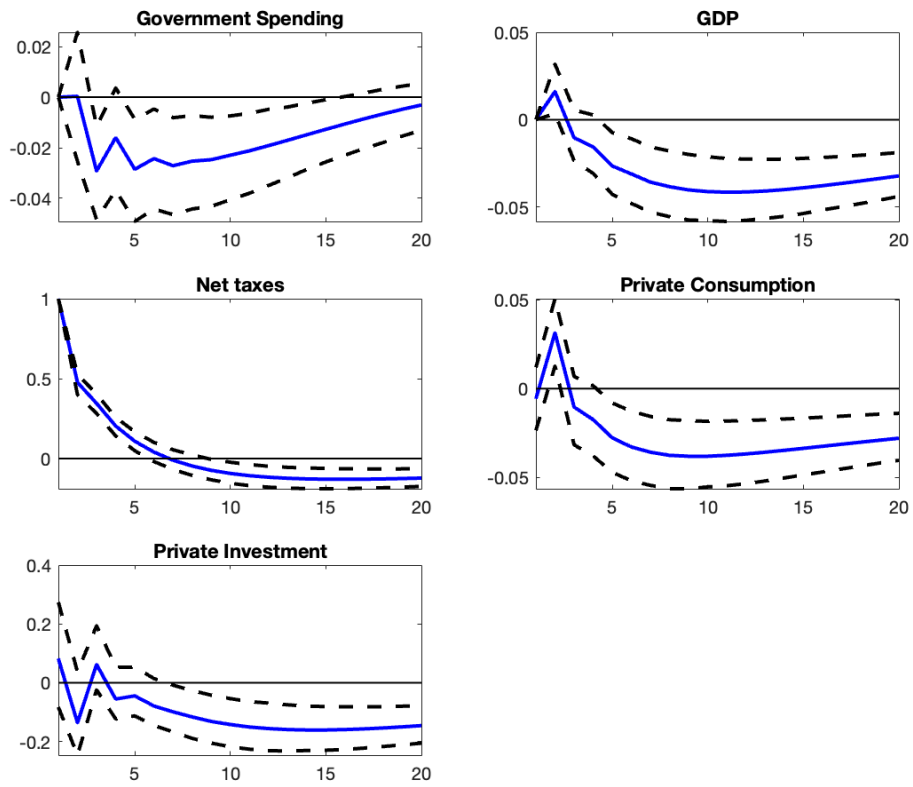 Government Spending
0.02
0
-0.02
-0.04
5 10 15 20
GDP
0.05
0
-0.05
5 10 15 20
Net taxes
1
0.5
0
5 10 15 20
Private Consumption
0.05
0
-0.05
5 10 15 20
Private Investment
0.4
0.2
0
-0.2
5 10 15 20